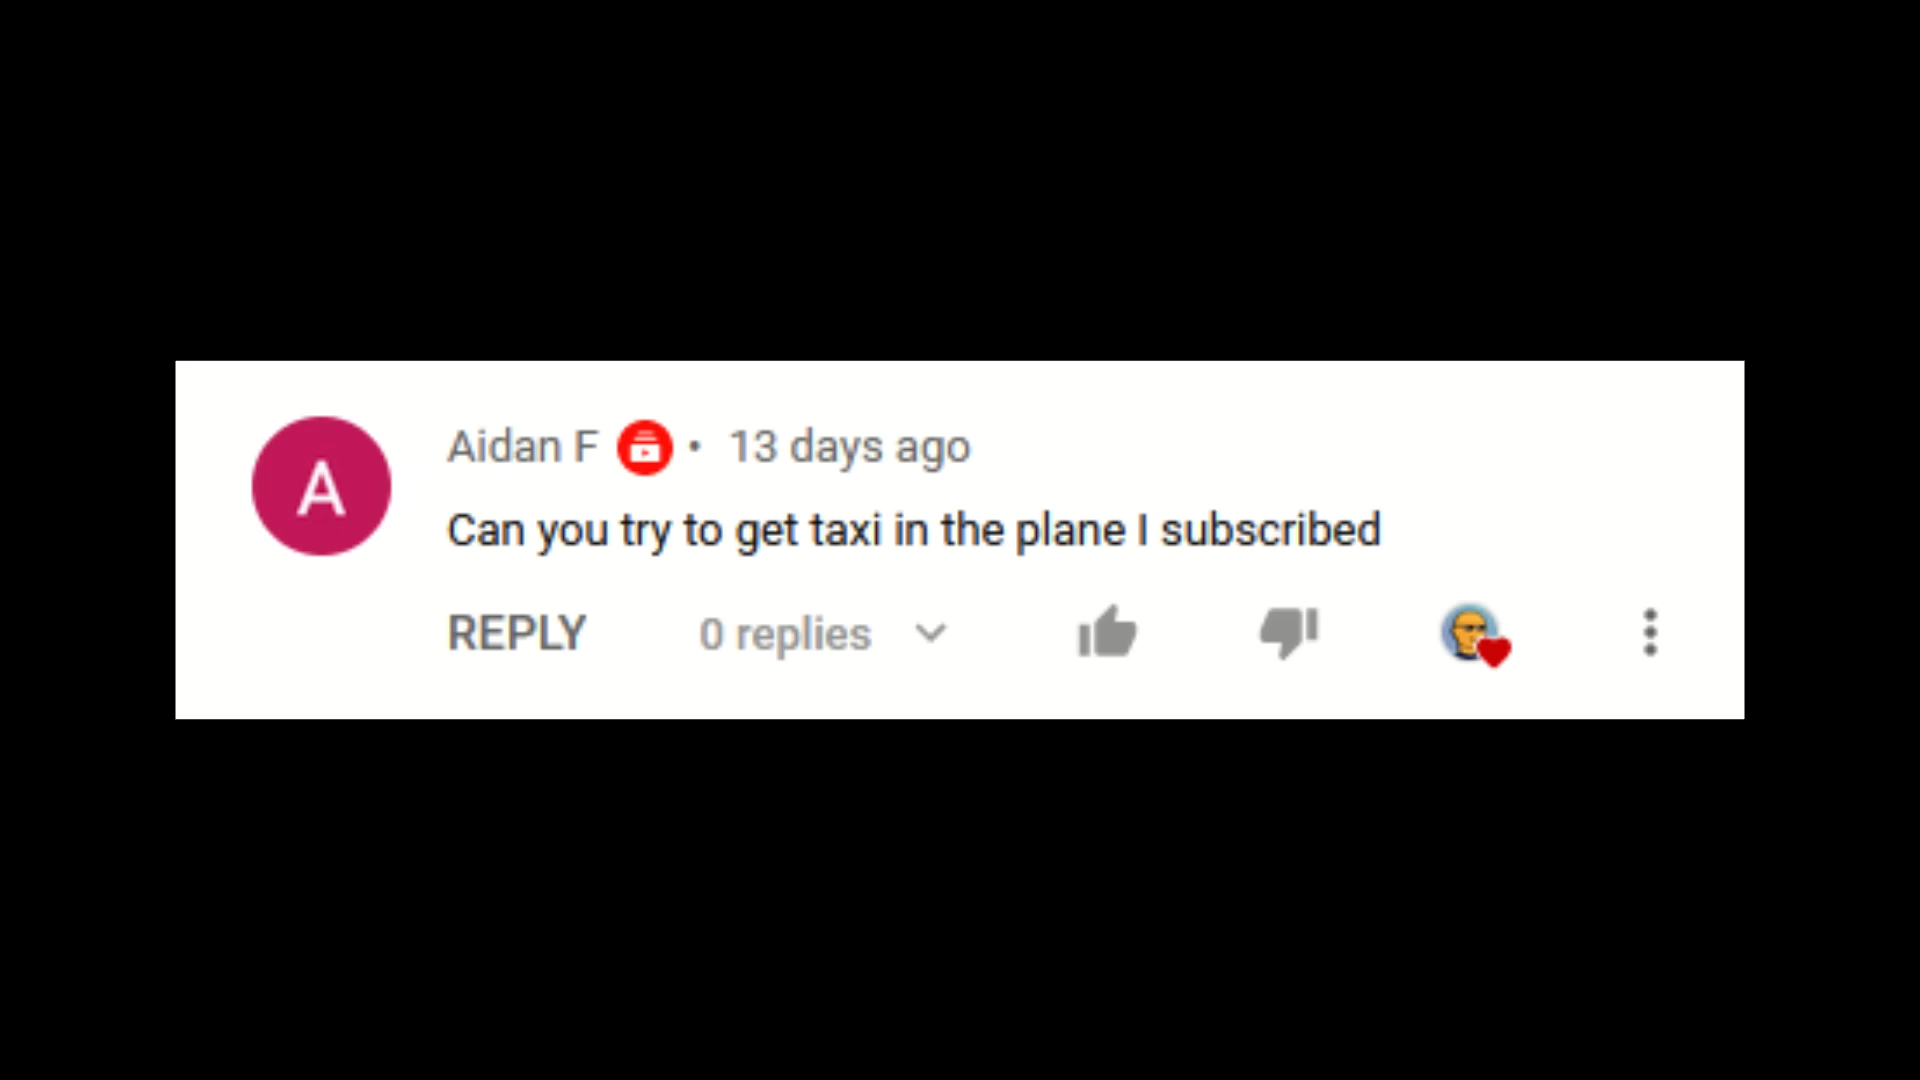 A
Aidan F • 13 days ago
Can you try to get taxi in the plane I subscribed
REPLY 0 replies